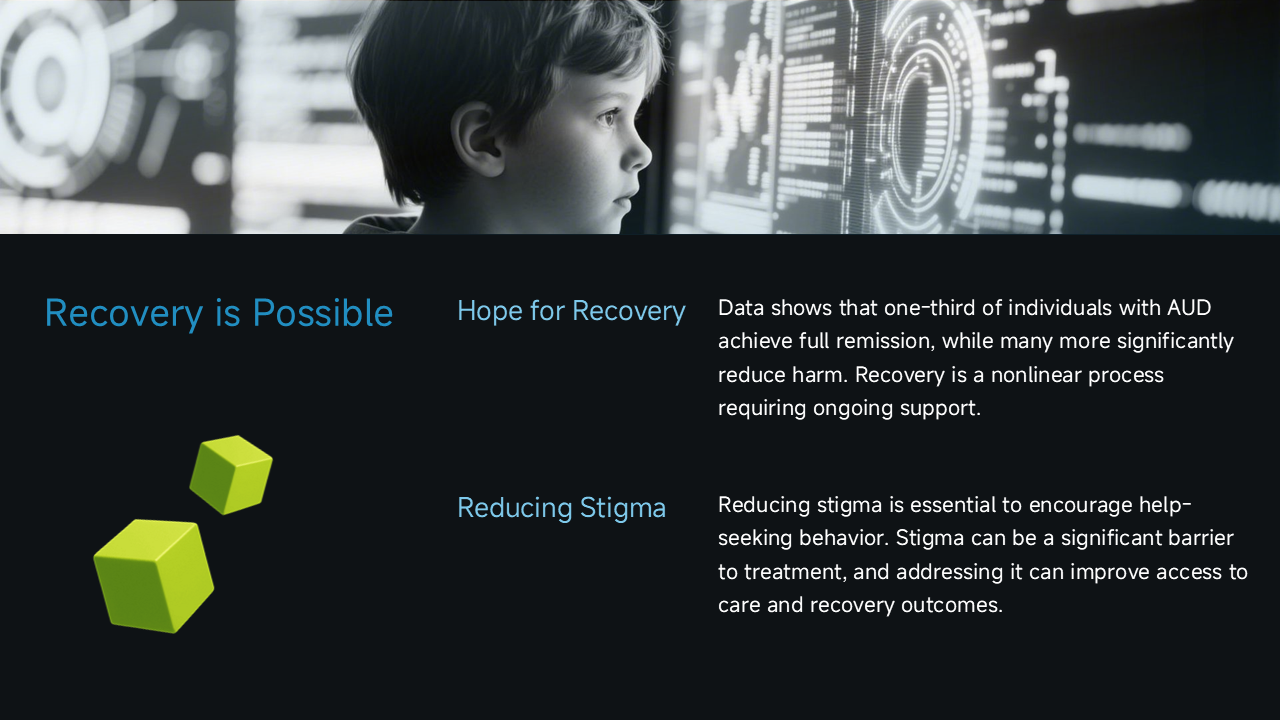 Recovery is Possible
Hope for Recovery
Data shows that one-third of individuals with AUD
achieve full remission, while many more significantly
reduce harm. Recovery is a nonlinear process
requiring ongoing support.
Reducing Stigma
Reducing stigma is essential to encourage help-
seeking behavior. Stigma can be a significant barrier
to treatment, and addressing it can improve access to
care and recovery outcomes.